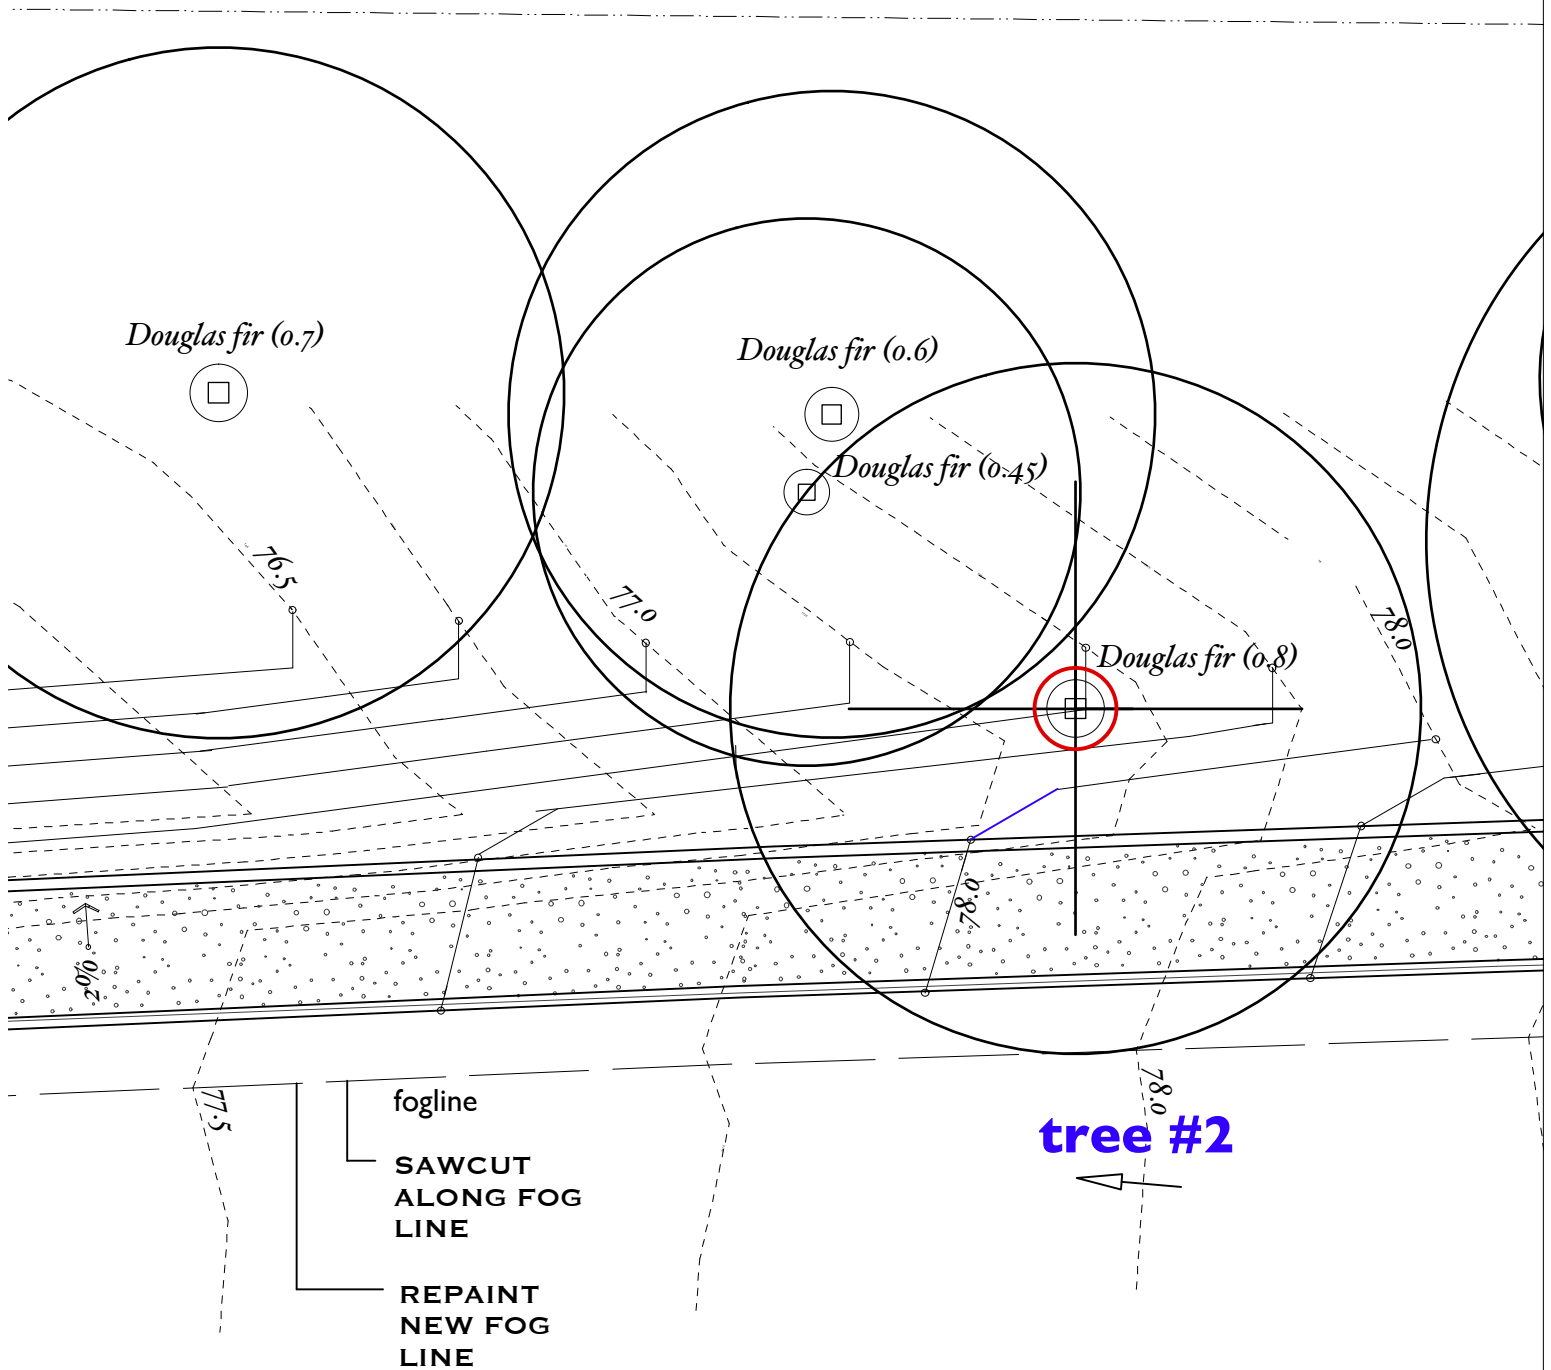 Douglas fir (0.7)
Douglas fir (0.6)
Douglas fir (0.45)
76.5
77.0
78.0
Douglas fir (0.8)
78.0
2%
77.5
fogline
78.0
tree #2
SAWCUT
ALONG FOG
LINE
REPAINT
NEW FOG
LINE